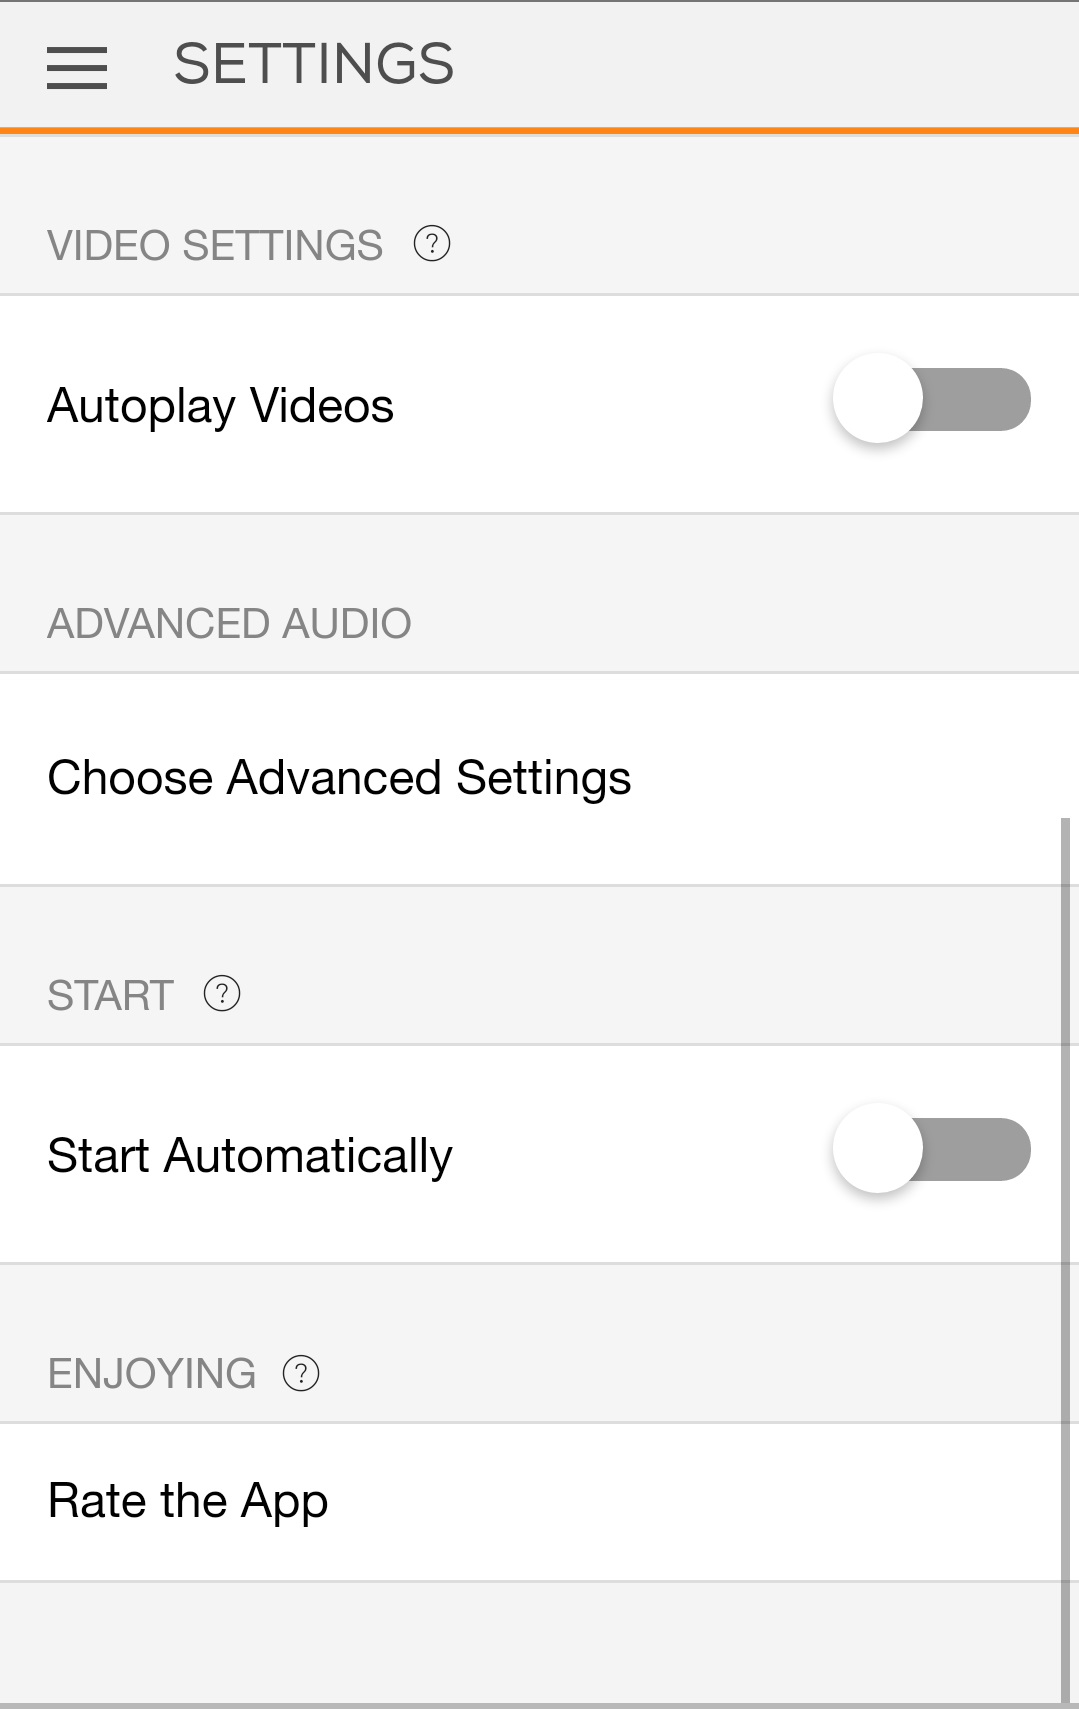 SETTINGS
VIDEO SETTINGS ?
Autoplay Videos
ADVANCED AUDIO
Choose Advanced Settings
START ?
Start Automatically
ENJOYING ?
Rate the App